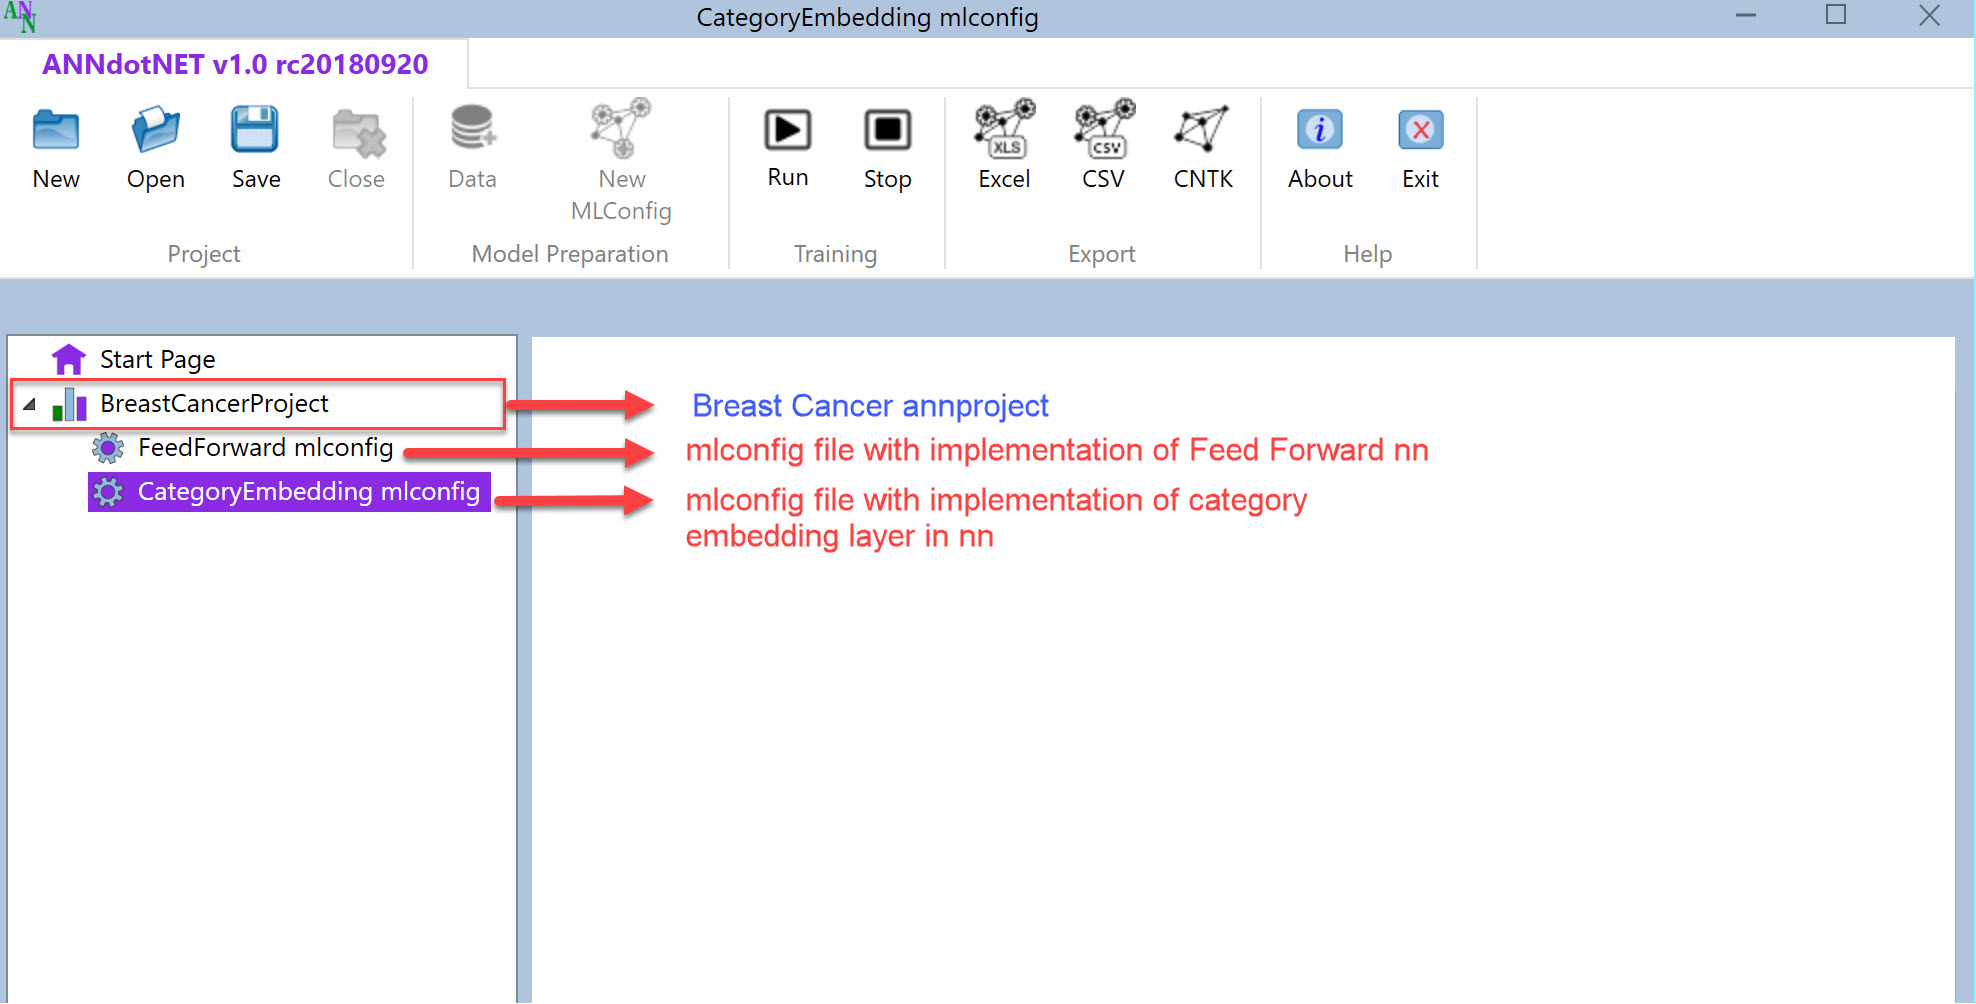 ANN
CategoryEmbedding mlconfig
ANNdotNET v1.0 rc20180920
New
Open
Save
Close
Data
New
MLConfig
Run
Stop
XLS
Excel
CSV
CSV
CNTK
i
About
Exit
Project
Model Preparation
Training
Export
Help
Start Page
BreastCancerProject
Breast Cancer annproject
FeedForward mlconfig
mlconfig file with implementation of Feed Forward nn
CategoryEmbedding mlconfig
mlconfig file with implementation of category
embedding layer in nn